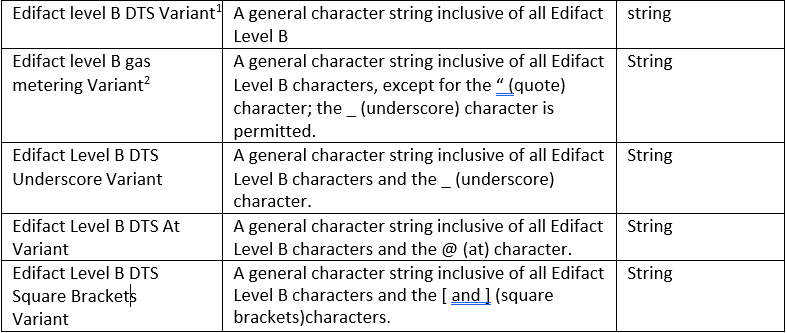 Edifact level B DTS Variant¹ A general character string inclusive of all Edifact string
Level B
Edifact level B gas A general character string inclusive of all Edifact String
metering Variant² Level B characters, except for the “ (quote)
character; the _ (underscore) character is
permitted.
Edifact Level B DTS A general character string inclusive of all Edifact String
Underscore Variant Level B characters and the _ (underscore)
character.
Edifact Level B DTS At A general character string inclusive of all Edifact String
Variant Level B characters and the @ (at) character.
Edifact Level B DTS A general character string inclusive of all Edifact String
Square Brackets Level B characters and the [ and ] (square
Variant brackets)characters.